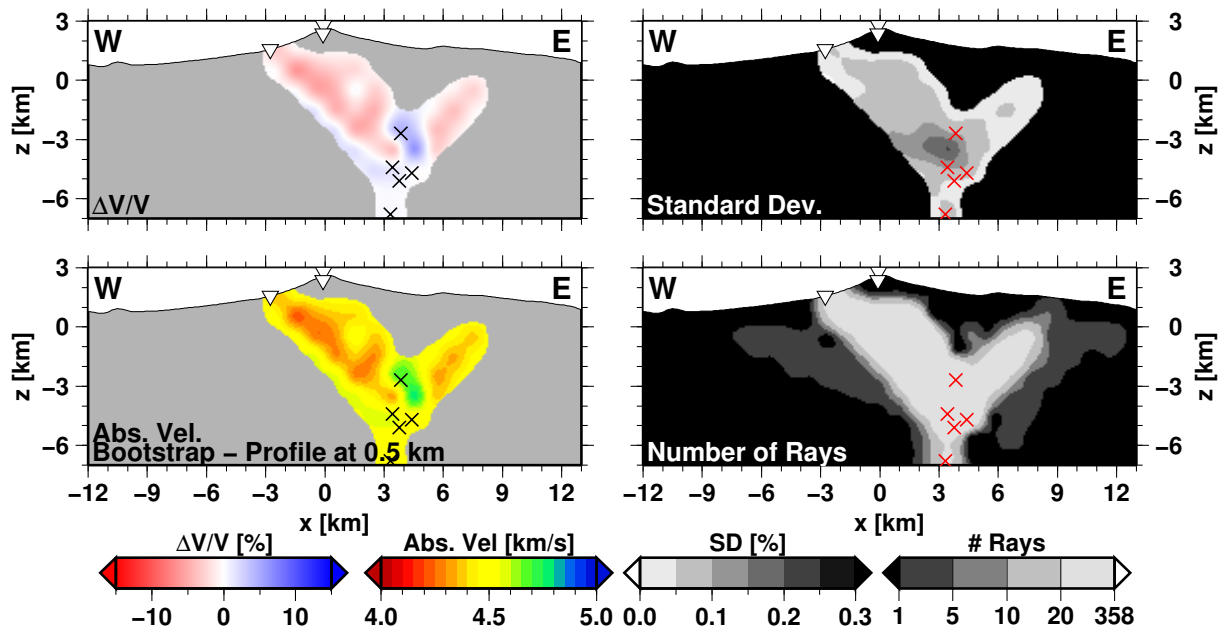 W E
W E
3
0
−3
−6
z [km]
ΔV/V
Standard Dev.
3
0
−3
−6
z [km]
W E
W E
3
0
−3
−6
z [km]
Abs. Vel.
Bootstrap − Profile at 0.5 km
Number of Rays
3
0
−3
−6
z [km]
−12 −9 −6 −3 0 3 6 9 12
x [km]
−12 −9 −6 −3 0 3 6 9 12
x [km]
ΔV/V [%]
−10 0 10
Abs. Vel [km/s]
4.0 4.5 5.0
SD [%]
0.0 0.1 0.2 0.3
# Rays
1 5 10 20 358